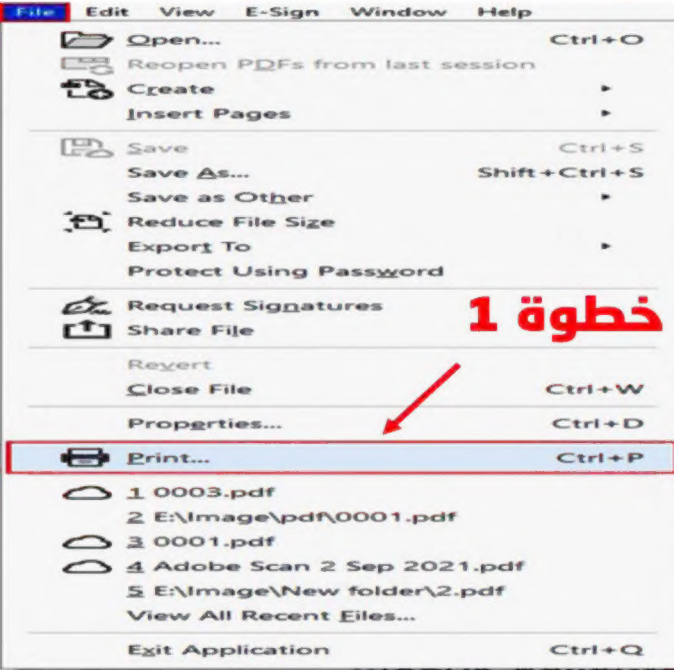 File Edit View E-Sign Window Help
Open... Ctrl+O
Reopen PDFs from last session
Create
Insert Pages
Save Ctrl+S
Save As... Shift+Ctrl+S
Save as Other
Reduce File Size
Export To
Protect Using Password
Request Signatures
خطوة 1
Share File
Revert
Close File Ctrl+W
Properties... Ctrl+D
Print... Ctrl+P
1 0003.pdf
2 E:\Image\pdf\0001.pdf
3 0001.pdf
4 Adobe Scan 2 Sep 2021.pdf
5 E:\Image\New folder\2.pdf
View All Recent Files...
Exit Application Ctrl+Q